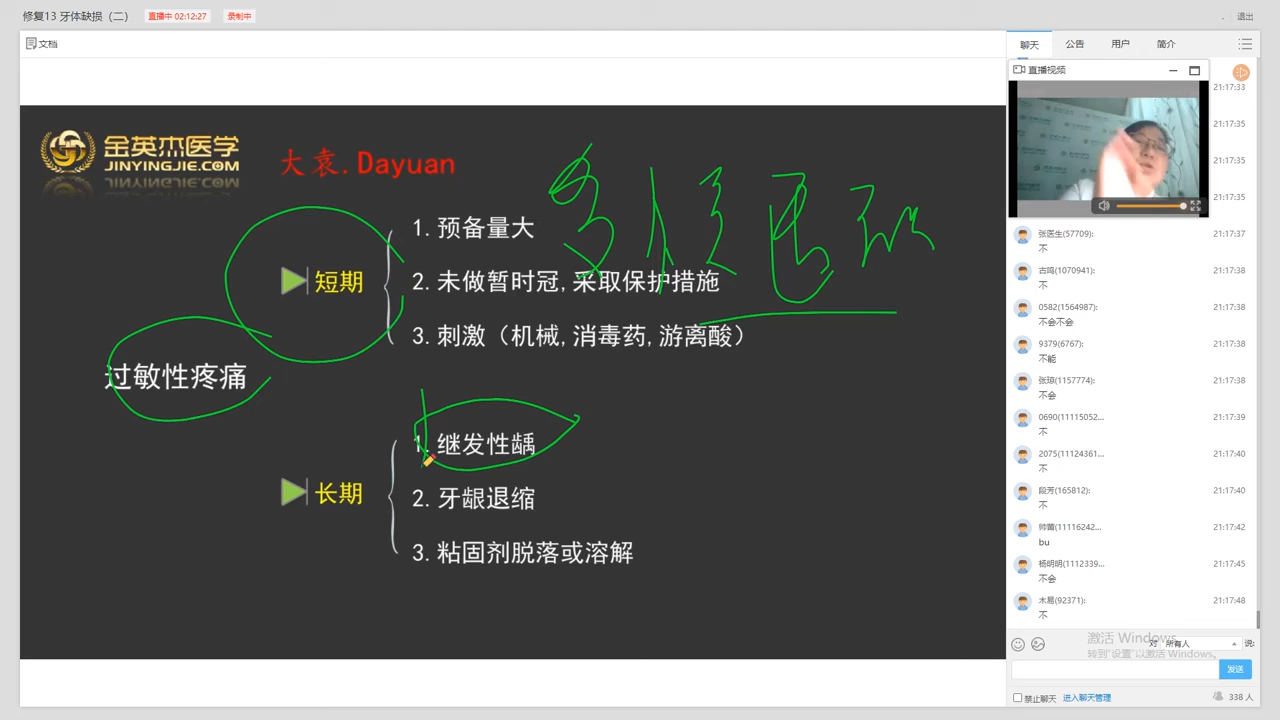 修复13 牙体缺损（二） 直播中 02:12:27 录制中 退出
文档
聊天 公告 用户 简介
直播视频
金英杰医学
JINYINGJIE.COM
大袁.Dayuan
过敏性疼痛
短期
1.预备量大
2.未做暂时冠,采取保护措施
3.刺激（机械,消毒药,游离酸）
长期
1.继发性龋
2.牙龈退缩
3.粘固剂脱落或溶解
21:17:33
21:17:35
21:17:35
21:17:35
张医生(57709): 21:17:37
不
古鸣(1070941): 21:17:38
不
0582(1564987): 21:17:38
不会不会
9379(6767): 21:17:38
不能
张琼(1157774): 21:17:38
不会
0690(11115052... 21:17:39
不
2075(11124361... 21:17:40
不
段芳(165812): 21:17:40
不
帅蕾(11116242... 21:17:42
bu
杨明明(1112339... 21:17:45
不会
木易(92371): 21:17:48
不
激活 Windows
转到"设置"以激活 Windows。
对 所有人 说:
发送
禁止聊天 进入聊天管理 338 人